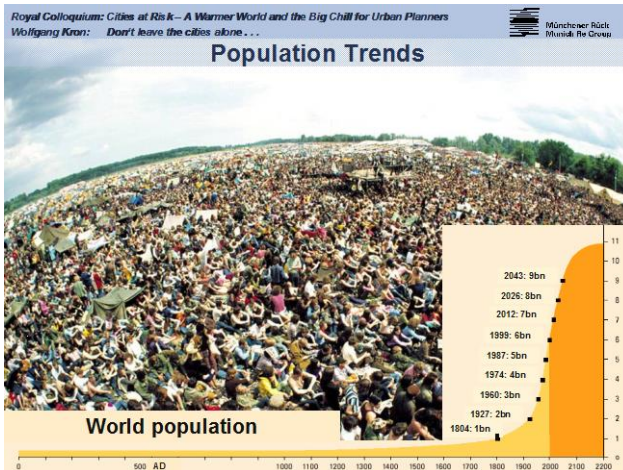 Royal Colloquium: Cities at Risk – A Warmer World and the Big Chill for Urban Planners
Wolfgang Kron: Don't leave the cities alone . . .
Münchener Rück
Munich Re Group
Population Trends
11
10
9
2043: 9bn
8
2026: 8bn
7
2012: 7bn
6
1999: 6bn
5
1987: 5bn
4
1974: 4bn
3
1960: 3bn
2
1927: 2bn
1
1804: 1bn
World population
0 500 AD 1000 1100 1200 1300 1400 1500 1600 1700 1800 1900 2000 2100 2200